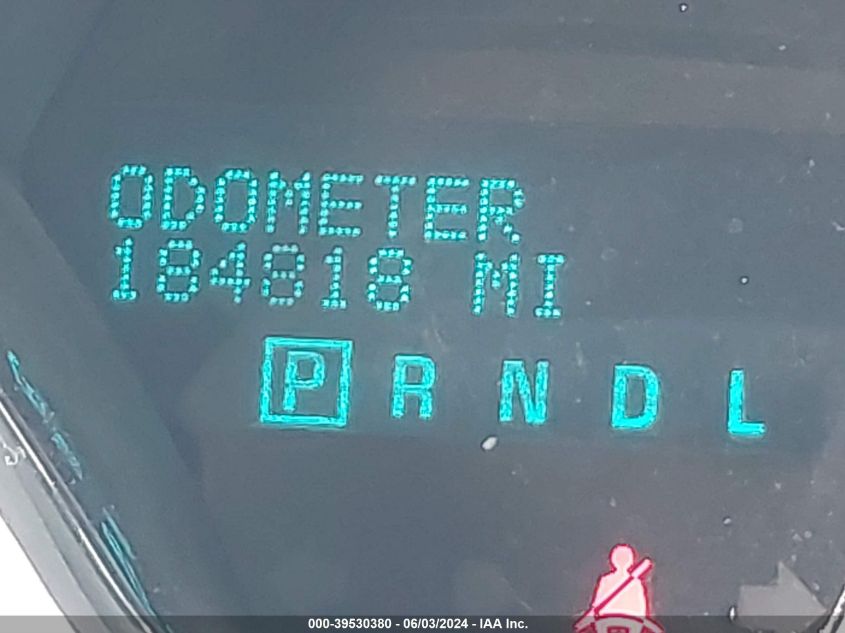 ODOMETER
184818 MI
P R N D L
000-39530380 - 06/03/2024 - IAA Inc.